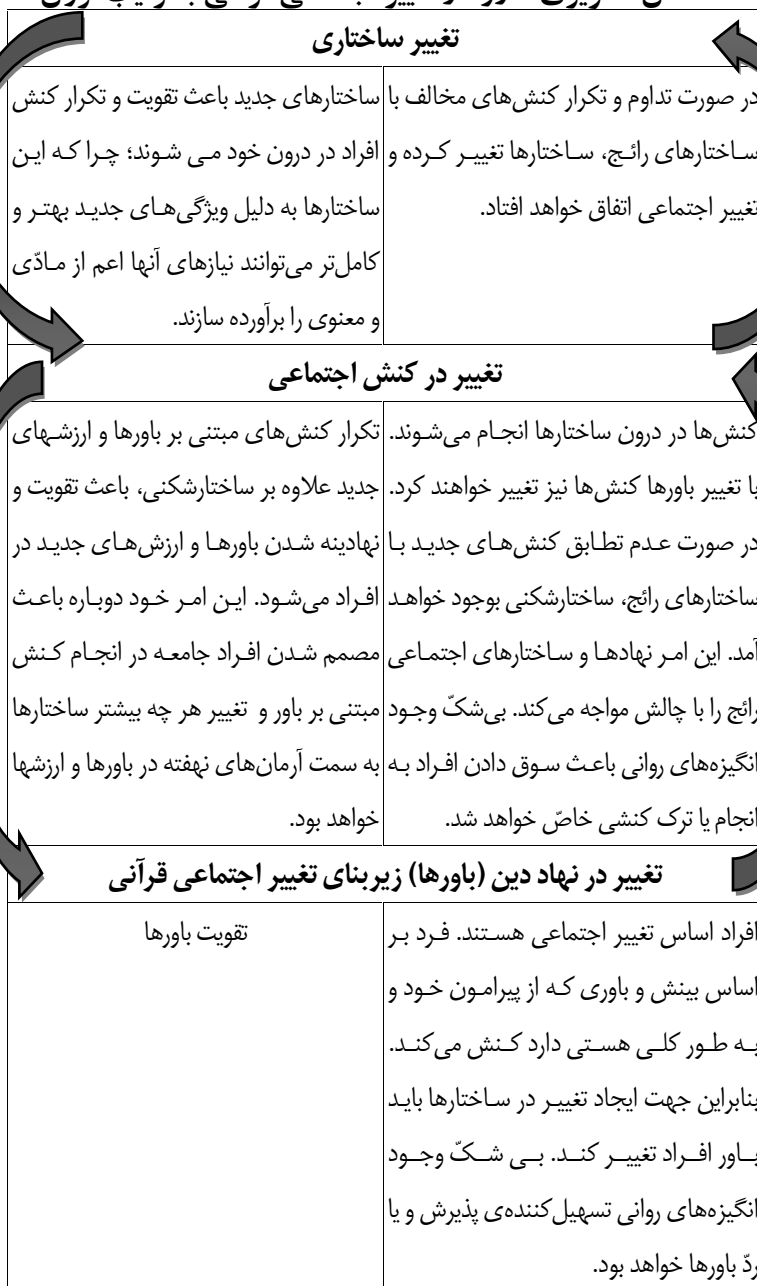 تغییر ساختاری
در صورت تداوم و تکرار کنش‌های مخالف با
ساختارهای رائج، ساختارها تغییر کرده و
تغییر اجتماعی اتفاق خواهد افتاد.
ساختارهای جدید باعث تقویت و تکرار کنش
افراد در درون خود می شوند؛ چرا که این
ساختارها به دلیل ویژگی‌های جدید بهتر و
کامل‌تر می‌توانند نیازهای آنها اعم از مادّی
و معنوی را برآورده سازند.
تغییر در کنش اجتماعی
کنش‌ها در درون ساختارها انجام می‌شوند.
با تغییر باورها کنش‌ها نیز تغییر خواهند کرد.
در صورت عدم تطابق کنش‌های جدید با
ساختارهای رائج، ساختارشکنی بوجود خواهد
آمد. این امر نهادها و ساختارهای اجتماعی
رائج را با چالش مواجه می‌کند. بی‌شکّ وجود
انگیزه‌های روانی باعث سوق دادن افراد به
انجام یا ترک کنشی خاصّ خواهد شد.
تکرار کنش‌های مبتنی بر باورها و ارزشهای
جدید علاوه بر ساختارشکنی، باعث تقویت و
نهادینه شدن باورها و ارزش‌های جدید در
افراد می‌شود. این امر خود دوباره باعث
مصمم شدن افراد جامعه در انجام کنش
مبتنی بر باور و تغییر هر چه بیشتر ساختارها
به سمت آرمان‌های نهفته در باورها و ارزشها
خواهد بود.
تغییر در نهاد دین (باورها) زیربنای تغییر اجتماعی قرآنی
افراد اساس تغییر اجتماعی هستند. فرد بر
اساس بینش و باوری که از پیرامون خود و
به طور کلی هستی دارد کنش می‌کند.
بنابراین جهت ایجاد تغییر در ساختارها باید
باور افراد تغییر کند. بی شکّ وجود
انگیزه‌های روانی تسهیل‌کننده‌ی پذیرش و یا
ردّ باورها خواهد بود.
تقویت باورها